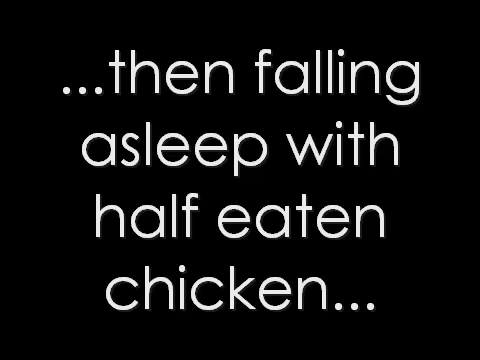 ...then falling
asleep with
half eaten
chicken...